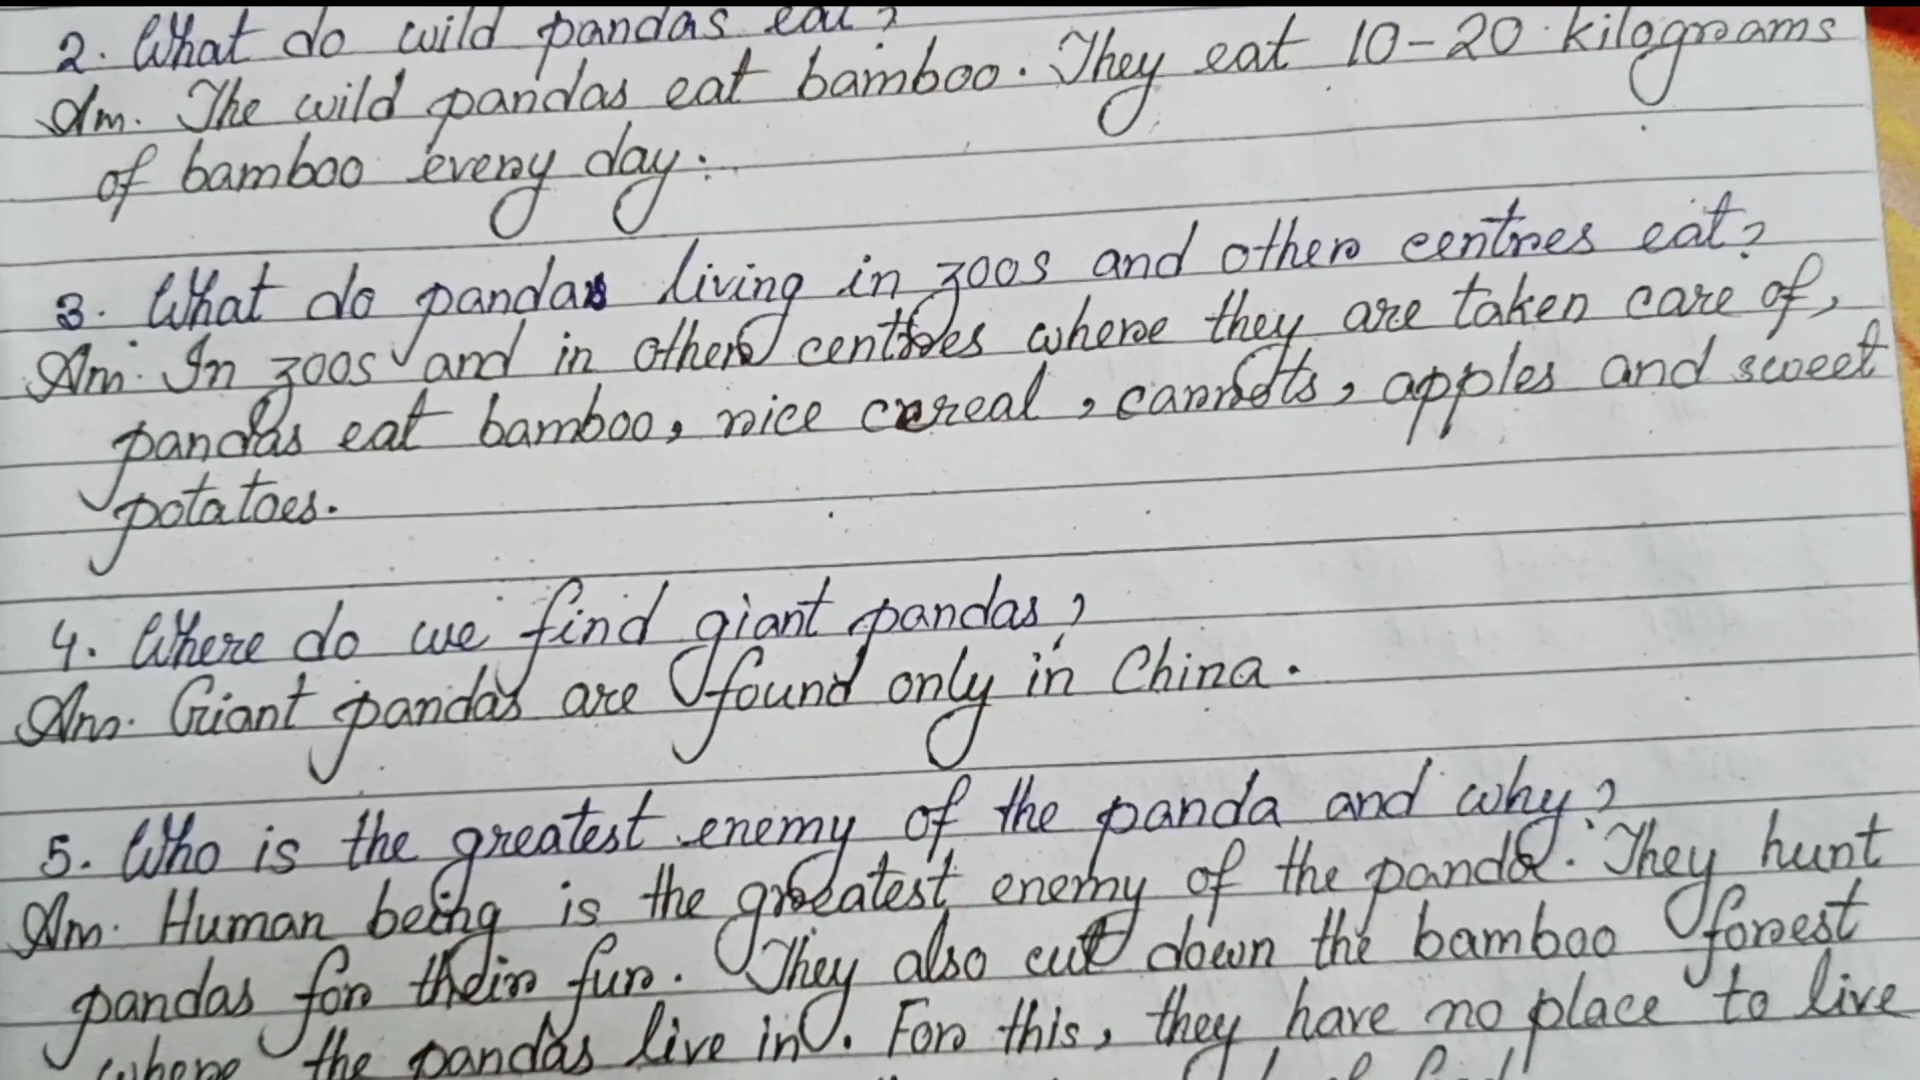 2. What do wild pandas eat?
Ans. The wild pandas eat bamboo. They eat 10-20 kilograms
of bamboo every day.
3. What do pandas living in zoos and other centres eat?
Ans. In zoos and in other centres where they are taken care of,
pandas eat bamboo, rice cereal, carrots, apples and sweet
potatoes.
4. Where do we find giant pandas?
Ans. Giant pandas are found only in China.
5. Who is the greatest enemy of the panda and why?
Ans. Human being is the greatest enemy of the panda. They hunt
pandas for their fur. They also cut down the bamboo forest
where the pandas live in. For this, they have no place to live